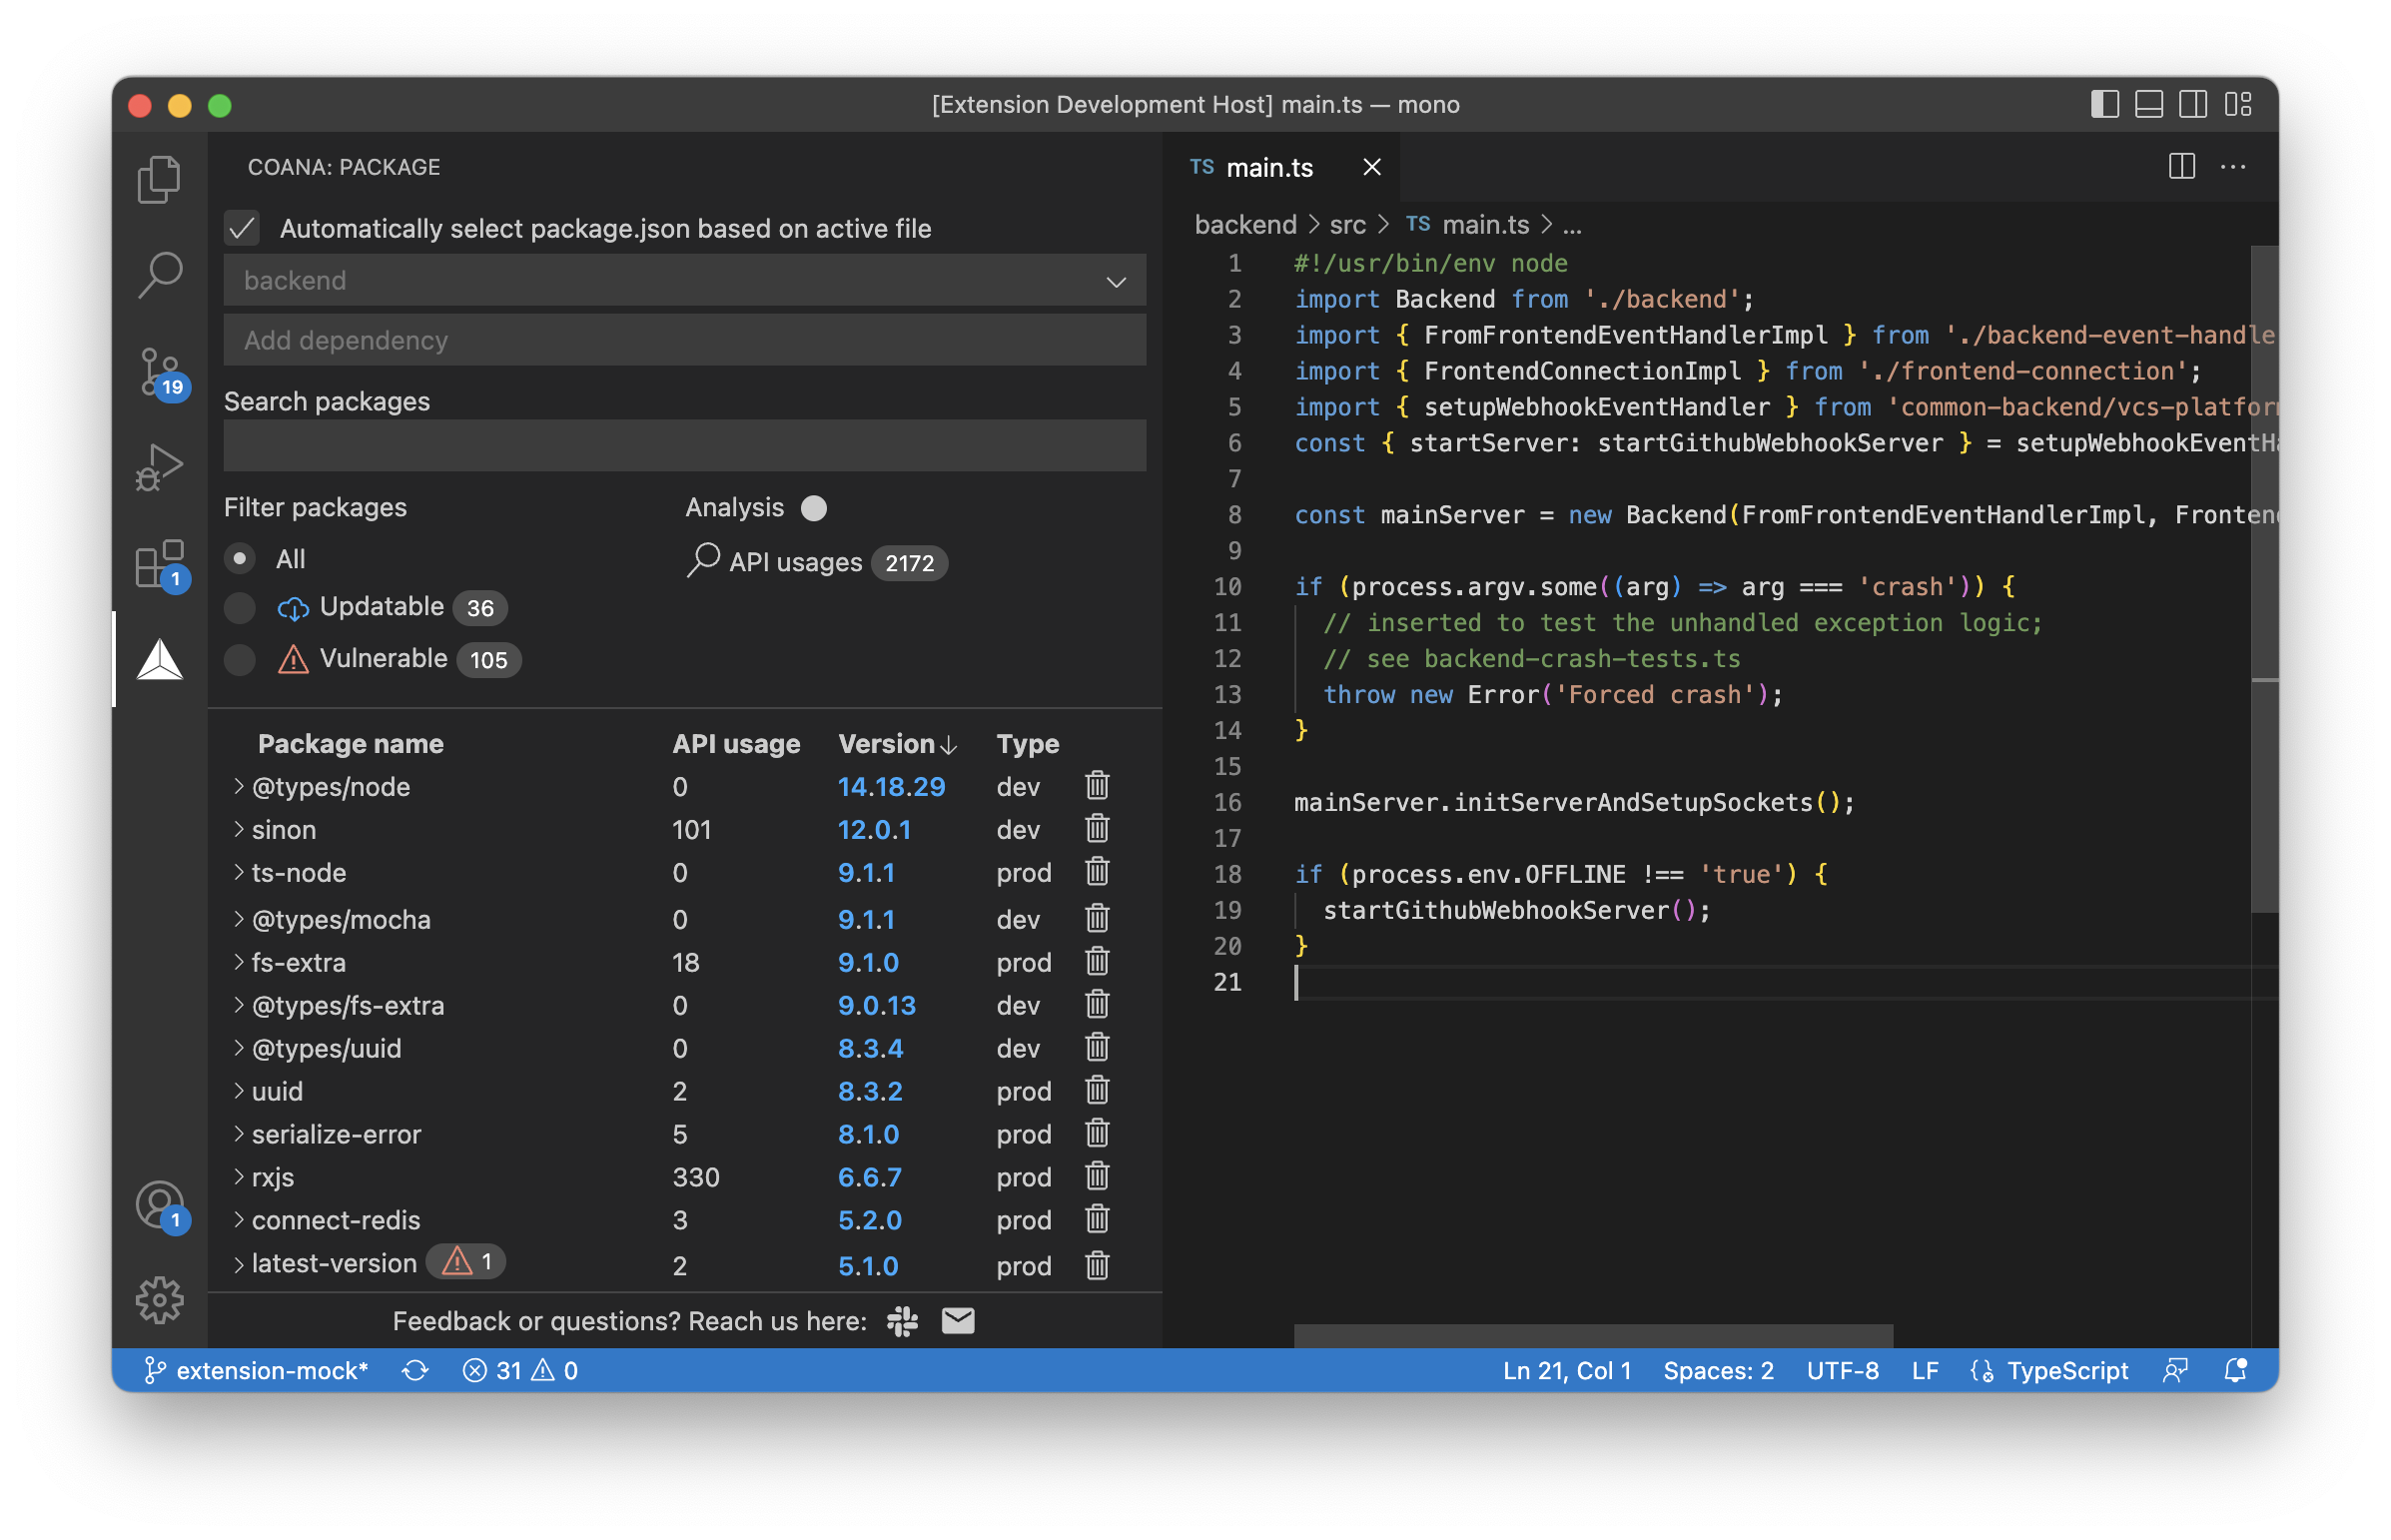 [Extension Development Host] main.ts — mono
COANA: PACKAGE
Automatically select package.json based on active file
backend
Add dependency
Search packages
Filter packages
All
Updatable 36
Vulnerable 105
Analysis
API usages 2172
Package name API usage Version Type
@types/node 0 14.18.29 dev
sinon 101 12.0.1 dev
ts-node 0 9.1.1 prod
@types/mocha 0 9.1.1 dev
fs-extra 18 9.1.0 prod
@types/fs-extra 0 9.0.13 dev
@types/uuid 0 8.3.4 dev
uuid 2 8.3.2 prod
serialize-error 5 8.1.0 prod
rxjs 330 6.6.7 prod
connect-redis 3 5.2.0 prod
latest-version 1 2 5.1.0 prod
Feedback or questions? Reach us here:
19
1
1
TS main.ts
backend > src > TS main.ts > ...
1 #!/usr/bin/env node
2 import Backend from './backend';
3 import { FromFrontendEventHandlerImpl } from './backend-event-handle
4 import { FrontendConnectionImpl } from './frontend-connection';
5 import { setupWebhookEventHandler } from 'common-backend/vcs-platfor
6 const { startServer: startGithubWebhookServer } = setupWebhookEventH
7
8 const mainServer = new Backend(FromFrontendEventHandlerImpl, Fronten
9
10 if (process.argv.some((arg) => arg === 'crash')) {
11 // inserted to test the unhandled exception logic;
12 // see backend-crash-tests.ts
13 throw new Error('Forced crash');
14 }
15
16 mainServer.initServerAndSetupSockets();
17
18 if (process.env.OFFLINE !== 'true') {
19 startGithubWebhookServer();
20 }
21
extension-mock* 31 0 Ln 21, Col 1 Spaces: 2 UTF-8 LF TypeScript